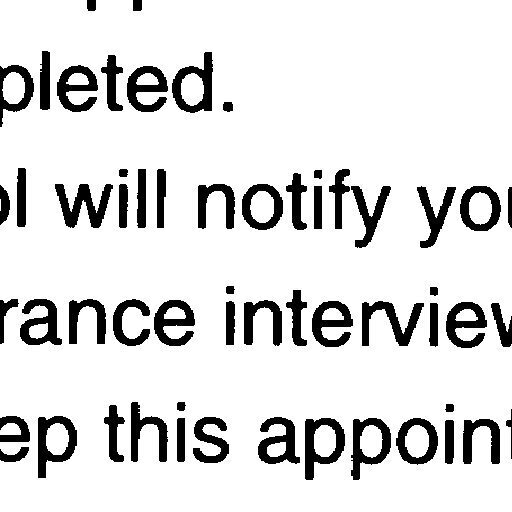 pleted.
ol will notify you
rance interview
ep this appoint